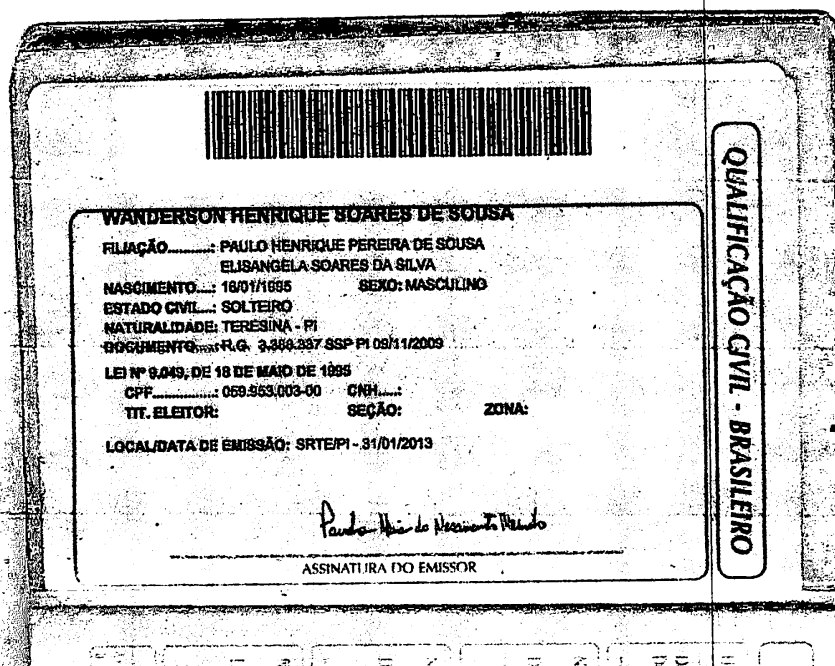 WANDERSON HENRIQUE SOARES DE SOUSA
FILIAÇÃO..........: PAULO HENRIQUE PEREIRA DE SOUSA
ELISANGELA SOARES DA SILVA
NASCIMENTO....: 16/01/1995 SEXO: MASCULINO
ESTADO CIVIL....: SOLTEIRO
NATURALIDADE: TERESINA - PI
DOCUMENTO.....: R.G. SSP PI 09/11/2009
LEI Nº 9.049, DE 18 DE MAIO DE 1995
CPF...............: 059.953.003-00 CNH.....:
TIT. ELEITOR: SEÇÃO: ZONA:
LOCAL/DATA DE EMISSÃO: SRTE/PI - 31/01/2013
ASSINATURA DO EMISSOR
QUALIFICAÇÃO CIVIL - BRASILEIRO